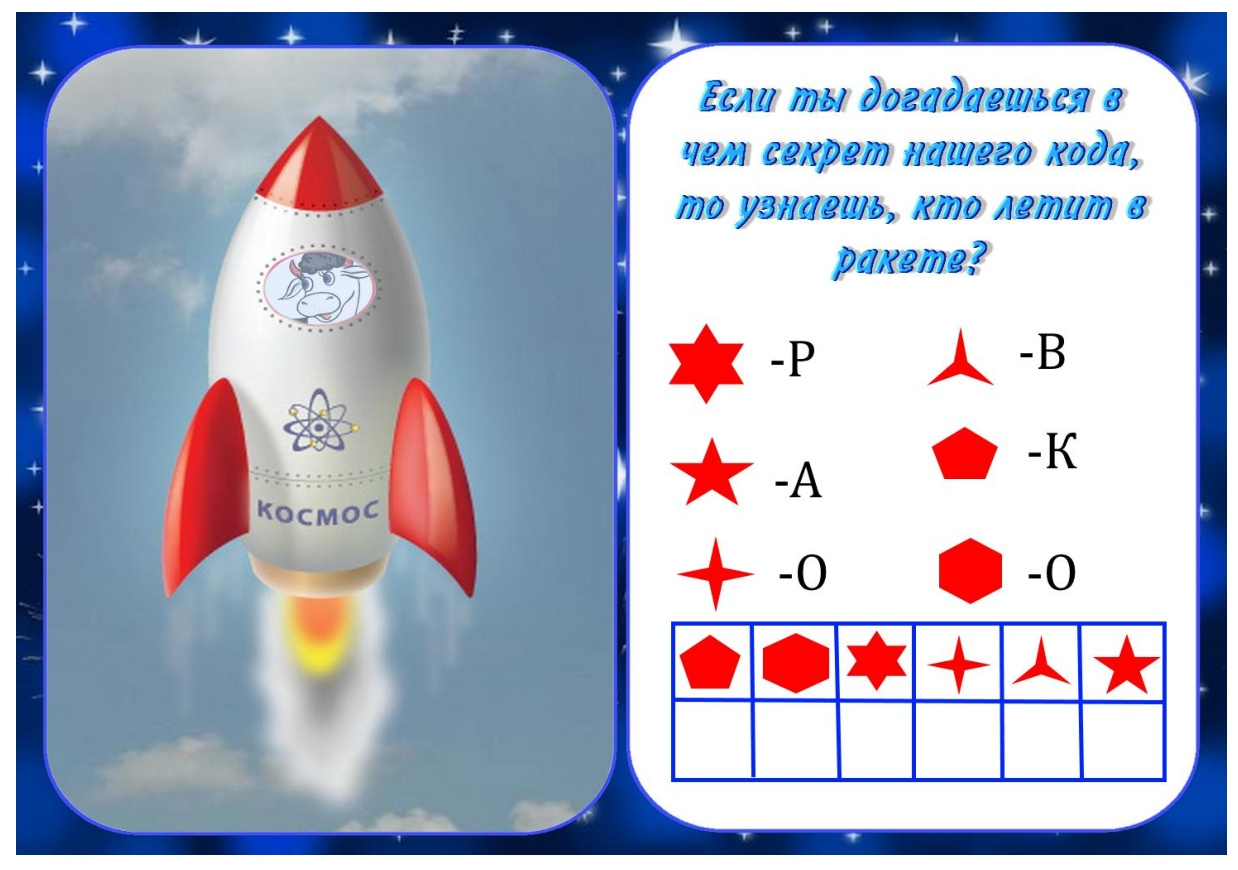 КОСМОС
Если ты догадаешься в
чем секрет нашего кода,
то узнаешь, кто летит в
ракете?
-Р -В
-А -К
-О -О